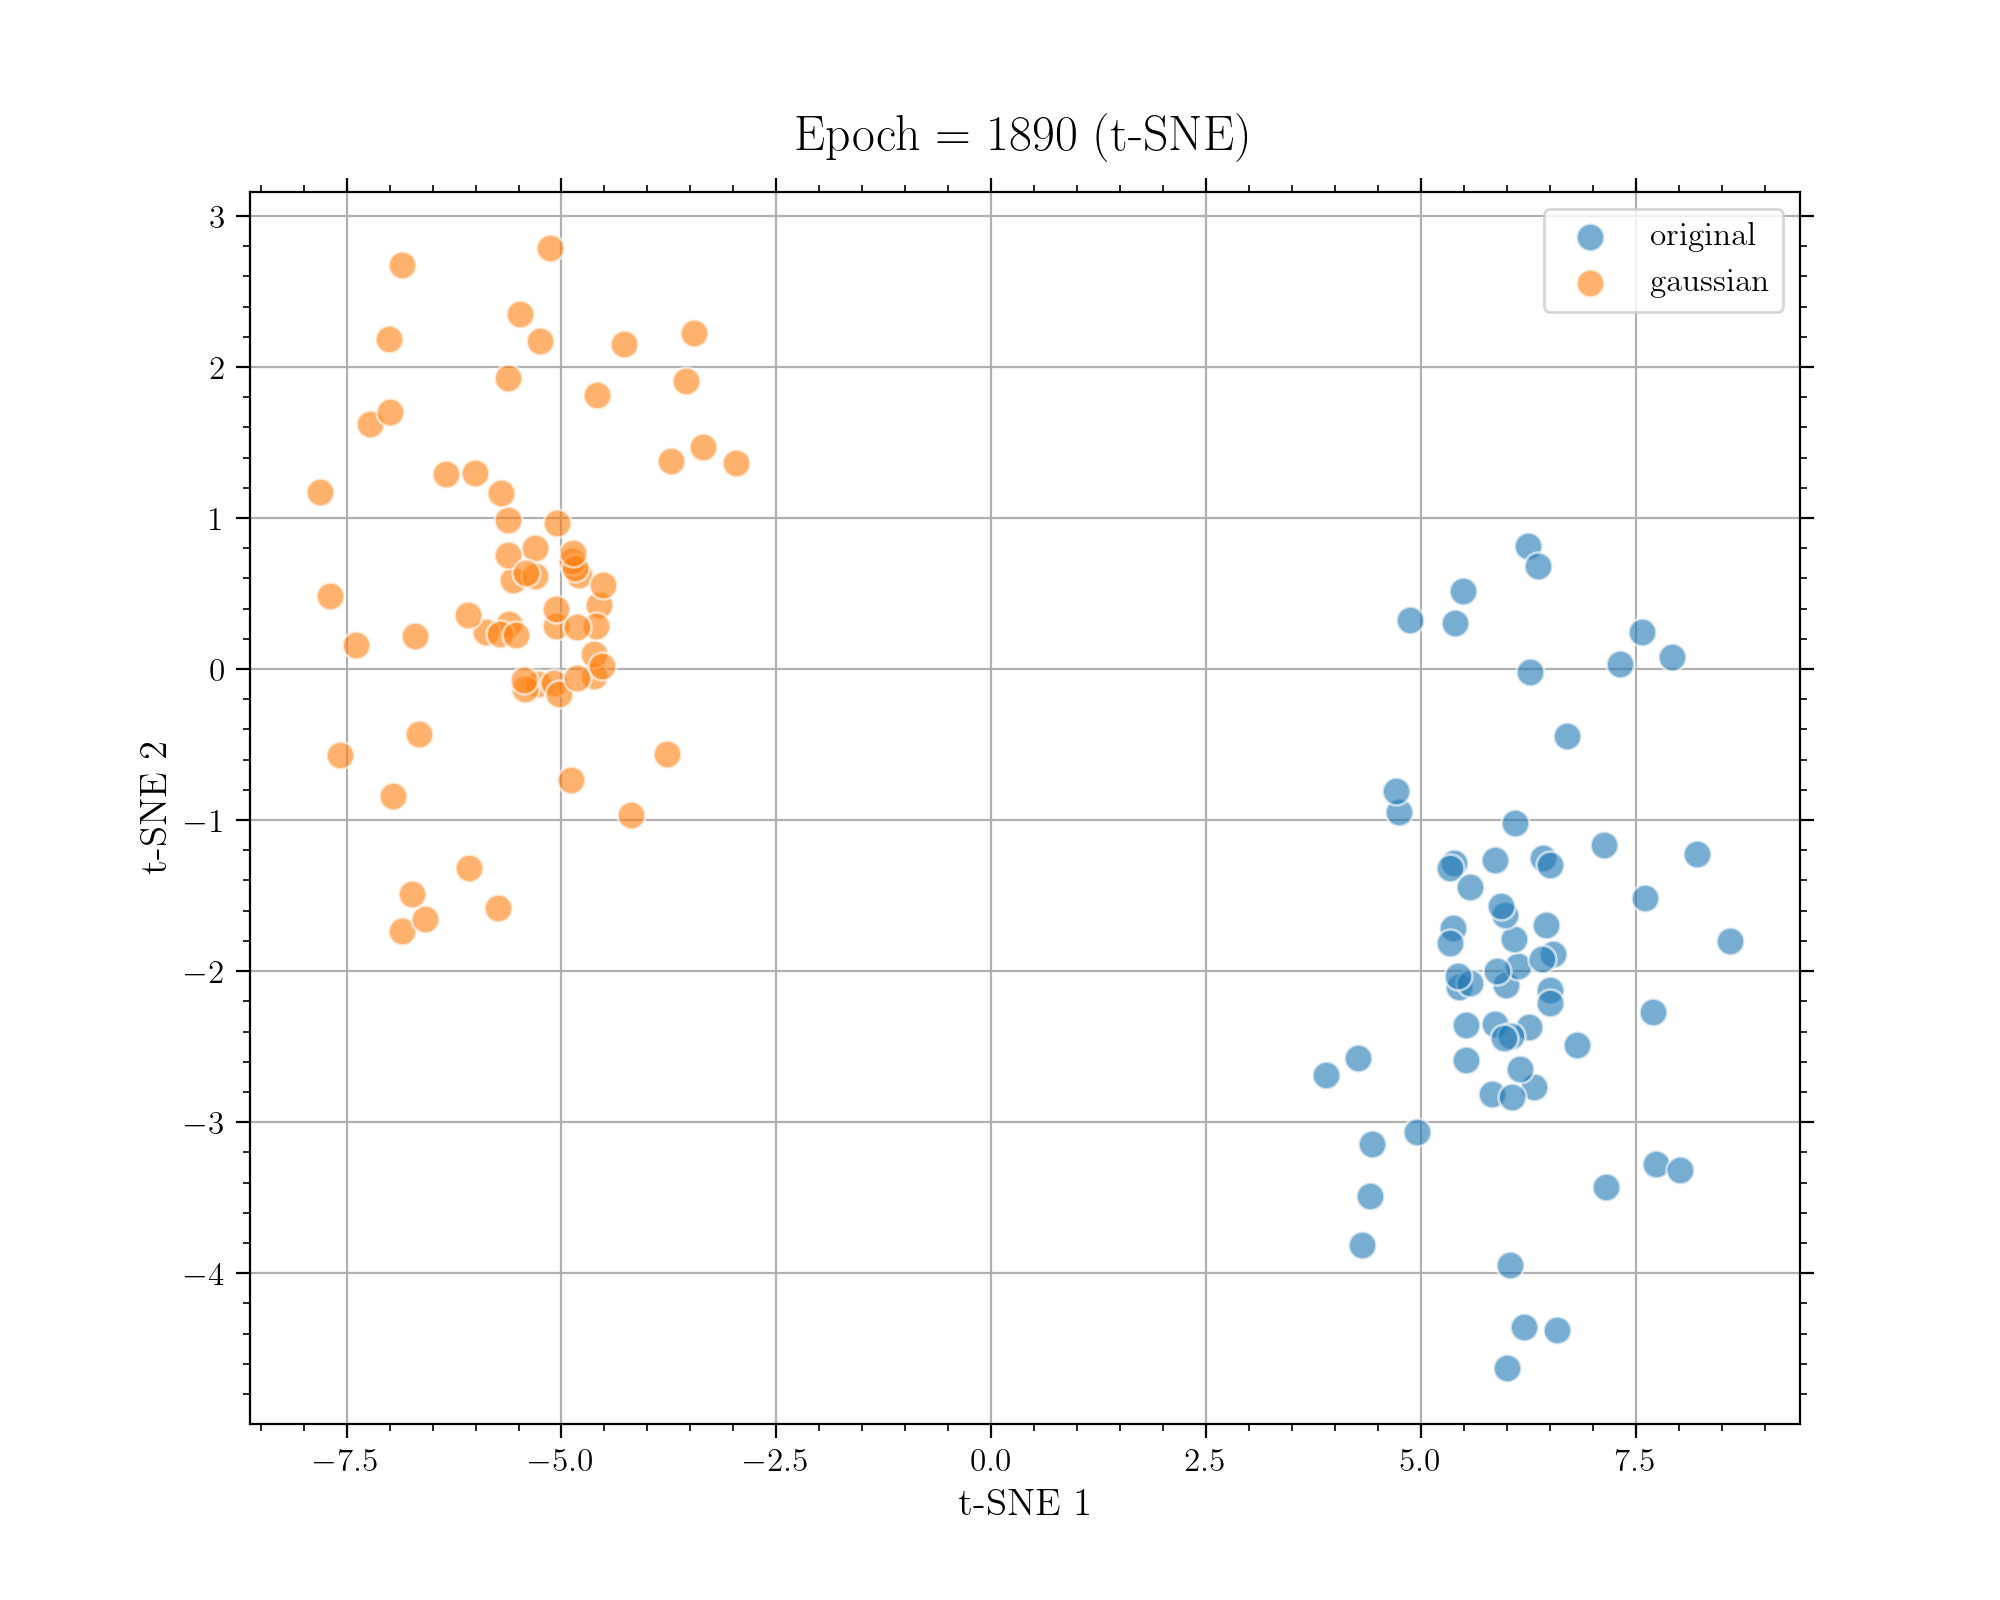 Epoch = 1890 (t-SNE)
original
gaussian
3
2
1
0
−1
−2
−3
−4
t-SNE 2
−7.5 −5.0 −2.5 0.0 2.5 5.0 7.5
t-SNE 1